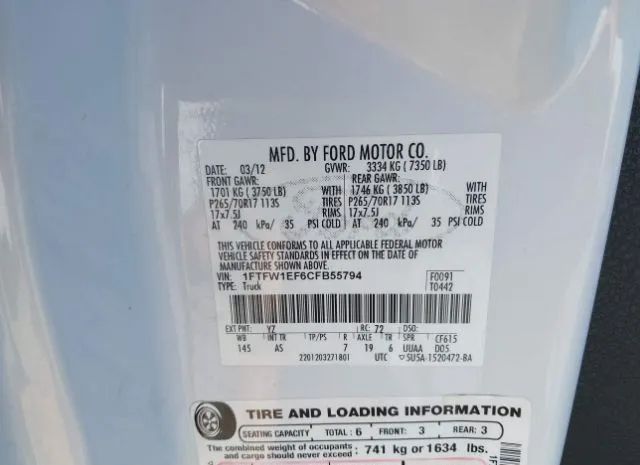 MFD. BY FORD MOTOR CO.
DATE: 03/12 GVWR: 3334 KG ( 7350 LB)
FRONT GAWR: REAR GAWR:
1701 KG ( 3750 LB) WITH 1746 KG ( 3850 LB) WITH
P265/70R17 113S TIRES P265/70R17 113S TIRES
17x7.5J RIMS 17x7.5J RIMS
AT 240 kPa/ 35 PSI COLD AT 240 kPa/ 35 PSI COLD
THIS VEHICLE CONFORMS TO ALL APPLICABLE FEDERAL MOTOR
VEHICLE SAFETY STANDARDS IN EFFECT ON THE DATE OF
MANUFACTURE SHOWN ABOVE.
VIN: 1FTFW1EF6CFB55794 F0091
TYPE: Truck T0442
EXT PNT: YZ RC: 72 DSO:
WB INT TR TP/PS R AXLE TR SPR CF615
145 AS 7 19 6 UUAA D05
2201203271801 UTC 5U5A-1520472-BA
TIRE AND LOADING INFORMATION
SEATING CAPACITY TOTAL: 6 FRONT: 3 REAR: 3
The combined weight of occupants : 741 kg or 1634 lbs.
and cargo should never exceed